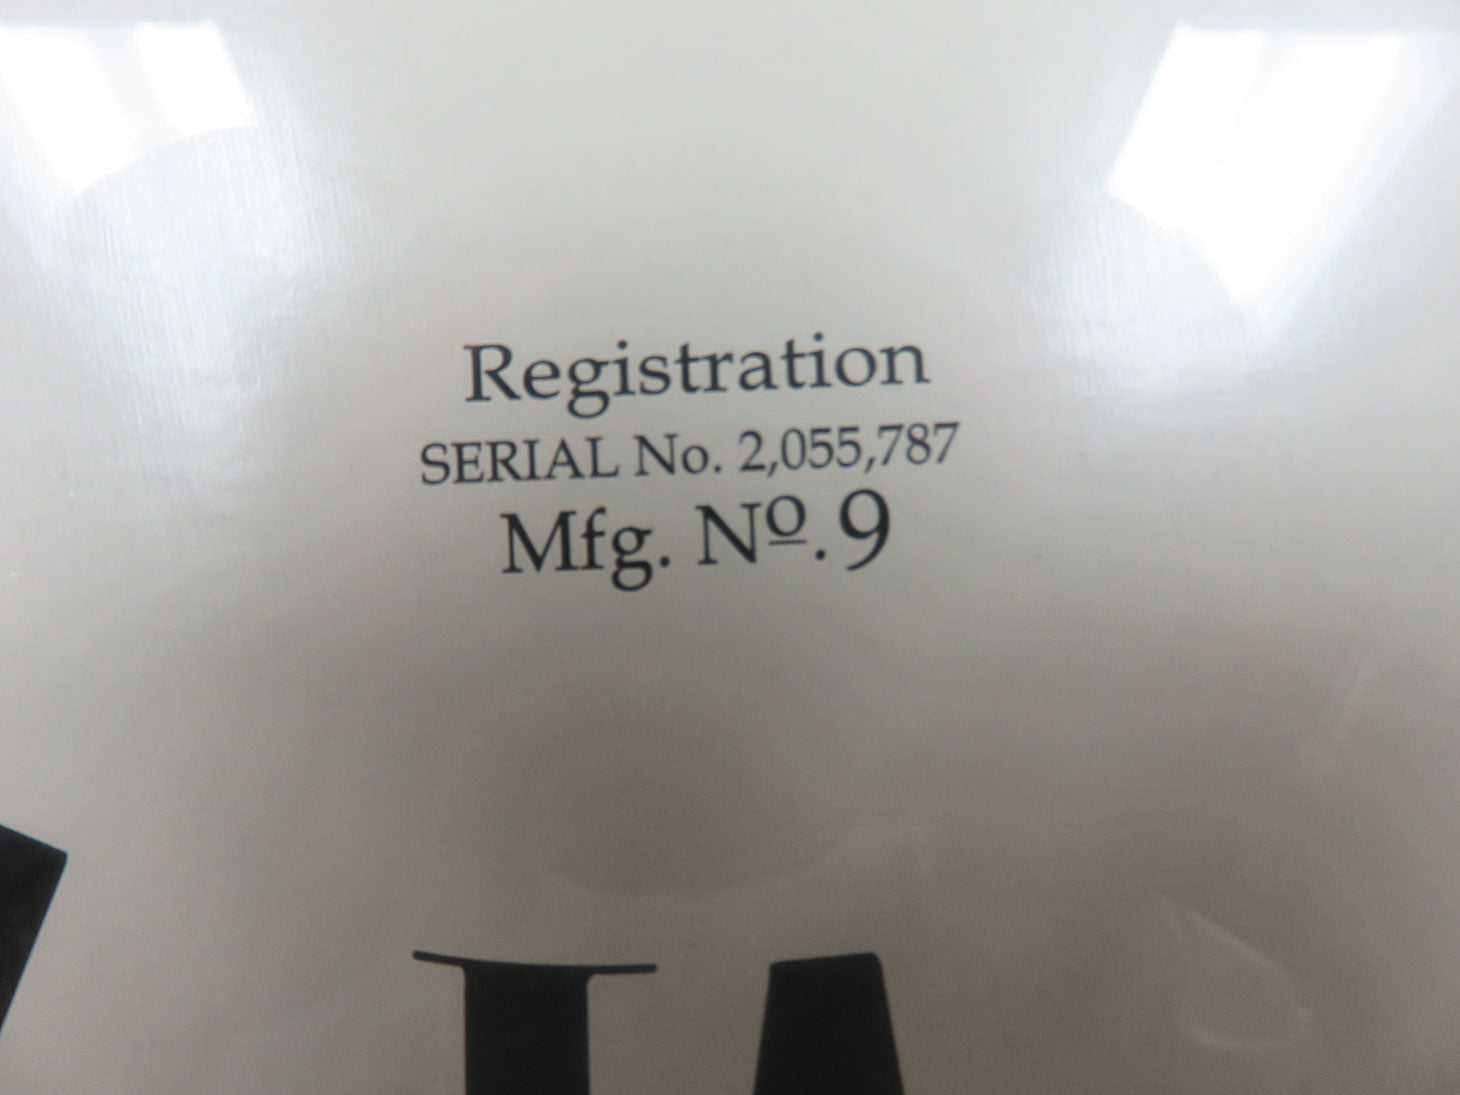 Registration
SERIAL No. 2,055,787
Mfg. Nº. 9